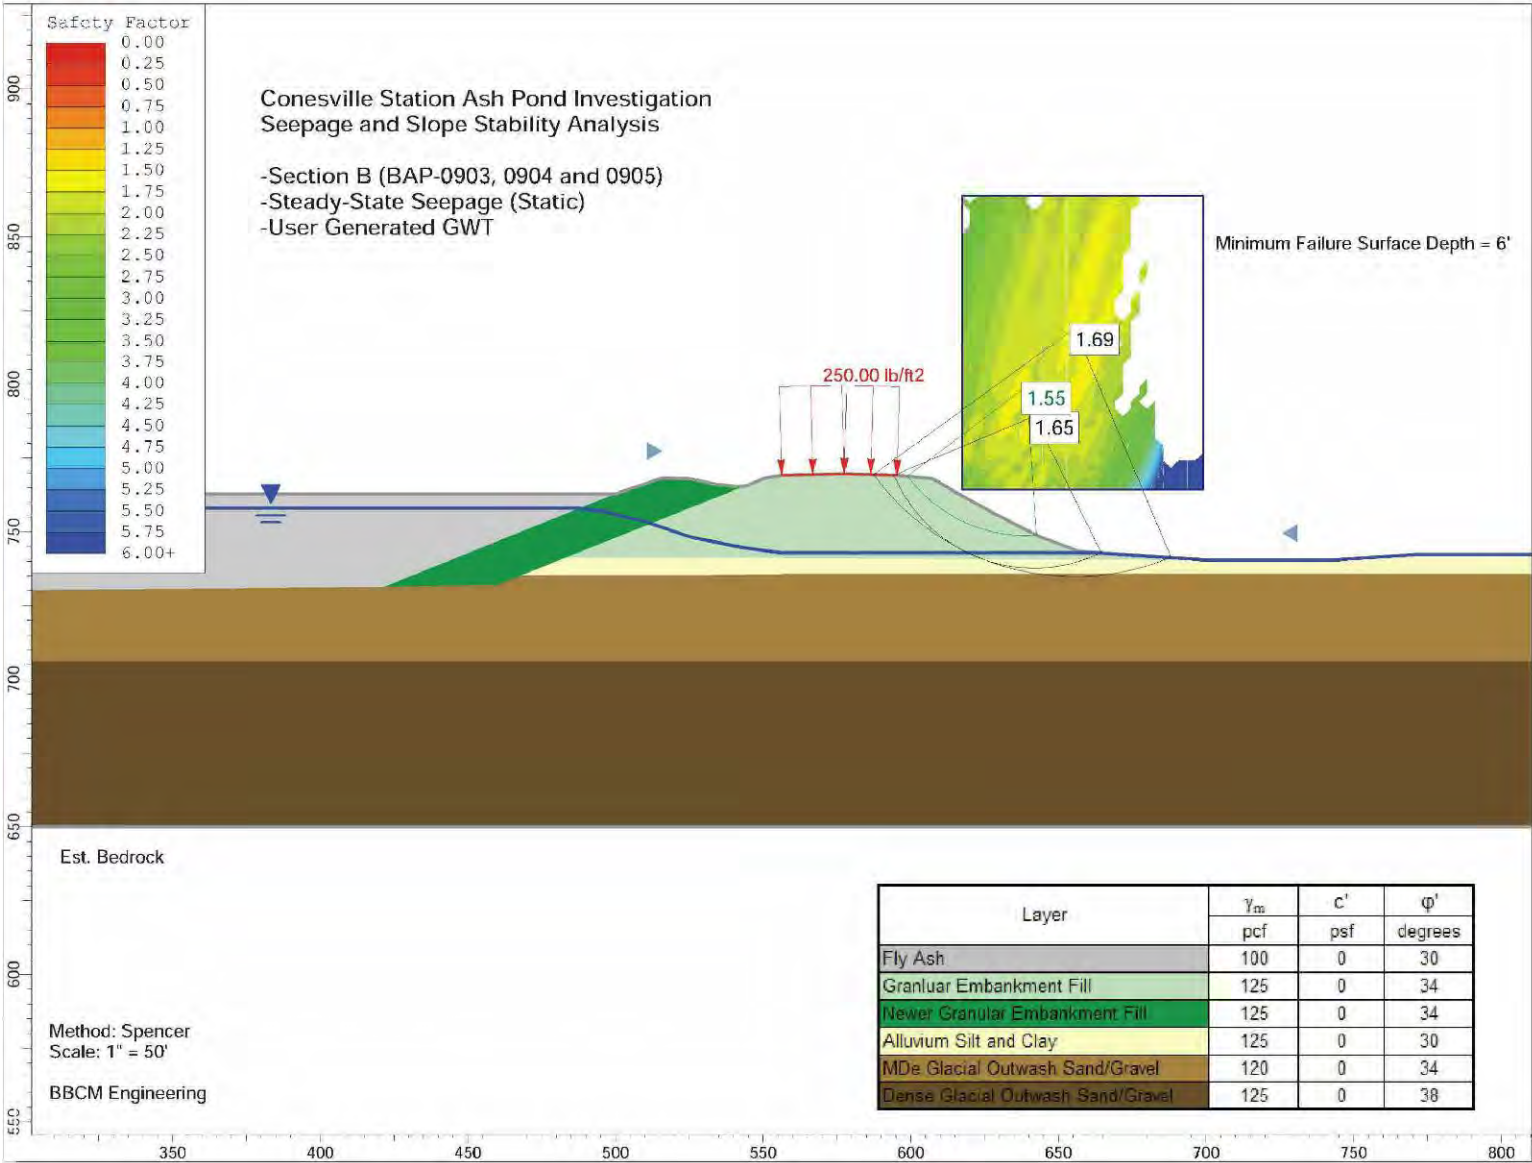 Safety Factor
0.00
0.25
0.50
0.75
1.00
1.25
1.50
1.75
2.00
2.25
2.50
2.75
3.00
3.25
3.50
3.75
4.00
4.25
4.50
4.75
5.00
5.25
5.50
5.75
6.00+
Conesville Station Ash Pond Investigation
Seepage and Slope Stability Analysis
-Section B (BAP-0903, 0904 and 0905)
-Steady-State Seepage (Static)
-User Generated GWT
Minimum Failure Surface Depth = 6'
250.00 lb/ft2
1.69
1.55
1.65
900
850
800
750
700
650
600
550
Est. Bedrock
Method: Spencer
Scale: 1" = 50'
BBCM Engineering
Layer γm c' φ'
pcf psf degrees
Fly Ash 100 0 30
Granluar Embankment Fill 125 0 34
Newer Granular Embankment Fill 125 0 34
Alluvium Silt and Clay 125 0 30
MDe Glacial Outwash Sand/Gravel 120 0 34
Dense Glacial Outwash Sand/Gravel 125 0 38
350 400 450 500 550 600 650 700 750 800